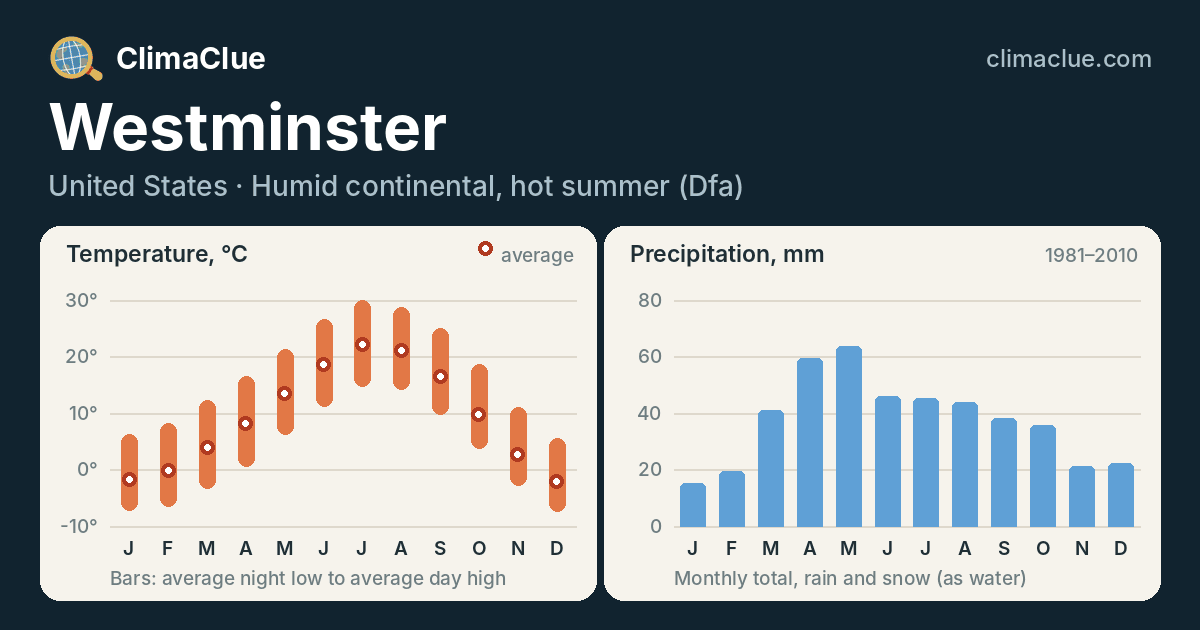 ClimaClue
climaclue.com
Westminster
United States · Humid continental, hot summer (Dfa)
Temperature, °C
average
30°
20°
10°
0°
-10°
J F M A M J J A S O N D
Bars: average night low to average day high
Precipitation, mm
1981–2010
80
60
40
20
0
J F M A M J J A S O N D
Monthly total, rain and snow (as water)